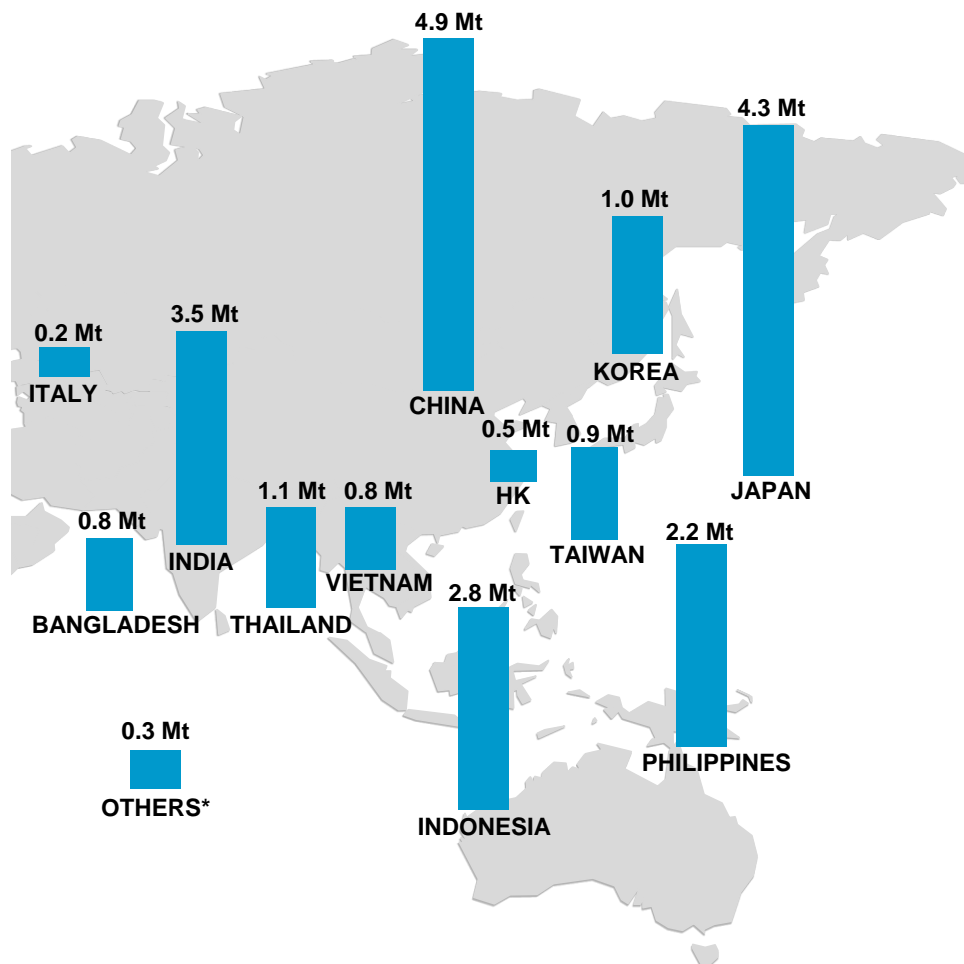 4.9 Mt
CHINA
4.3 Mt
JAPAN
1.0 Mt
KOREA
3.5 Mt
INDIA
0.2 Mt
ITALY
0.5 Mt
HK
0.9 Mt
TAIWAN
1.1 Mt
THAILAND
0.8 Mt
VIETNAM
0.8 Mt
BANGLADESH
2.2 Mt
PHILIPPINES
2.8 Mt
INDONESIA
0.3 Mt
OTHERS*